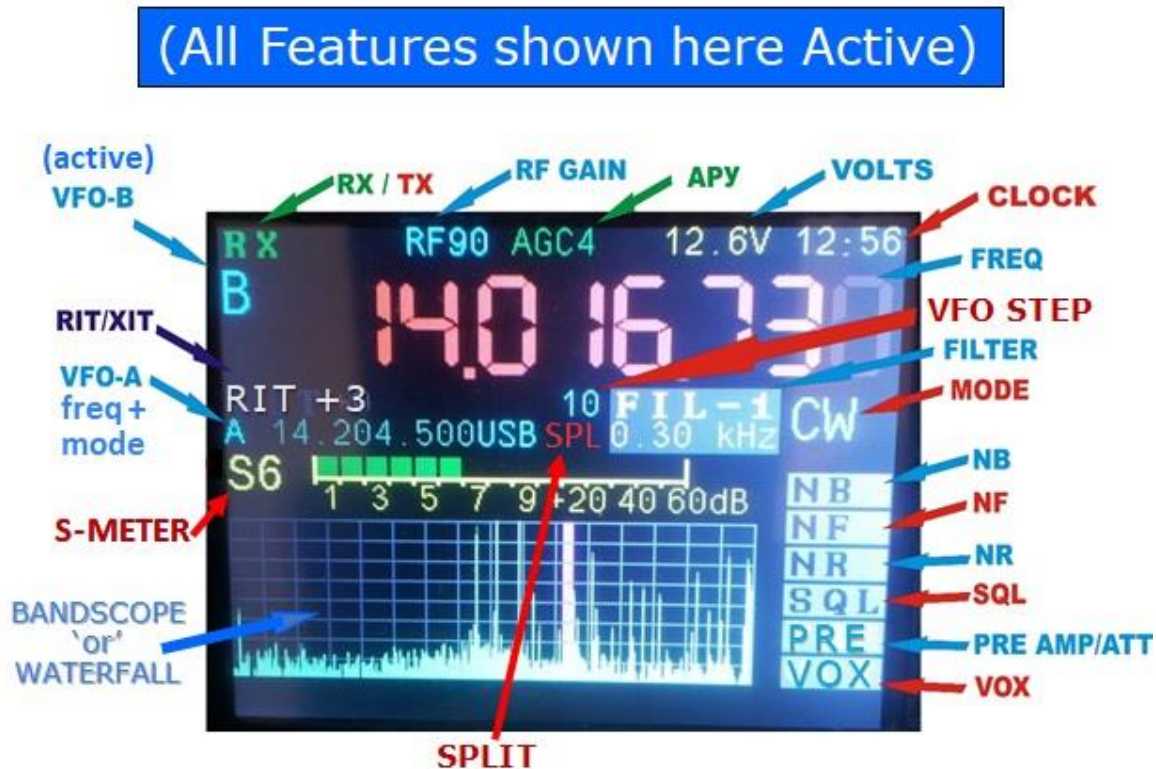 (All Features shown here Active)
(active)
VFO-B
RX / TX
RF GAIN
АРУ
VOLTS
CLOCK
RX
RF90
AGC4
12.6V
12:56
B
14.016.730
FREQ
VFO STEP
RIT/XIT
FILTER
VFO-A
freq +
mode
RIT +3
10
FIL-1
CW
MODE
A 14.204.500USB
SPL
0.30 kHz
S6
1 3 5 7 9 +20 40 60dB
S-METER
NB
NB
NF
NF
NR
NR
SQL
SQL
PRE
PRE AMP/ATT
VOX
VOX
BANDSCOPE
'or'
WATERFALL
SPLIT